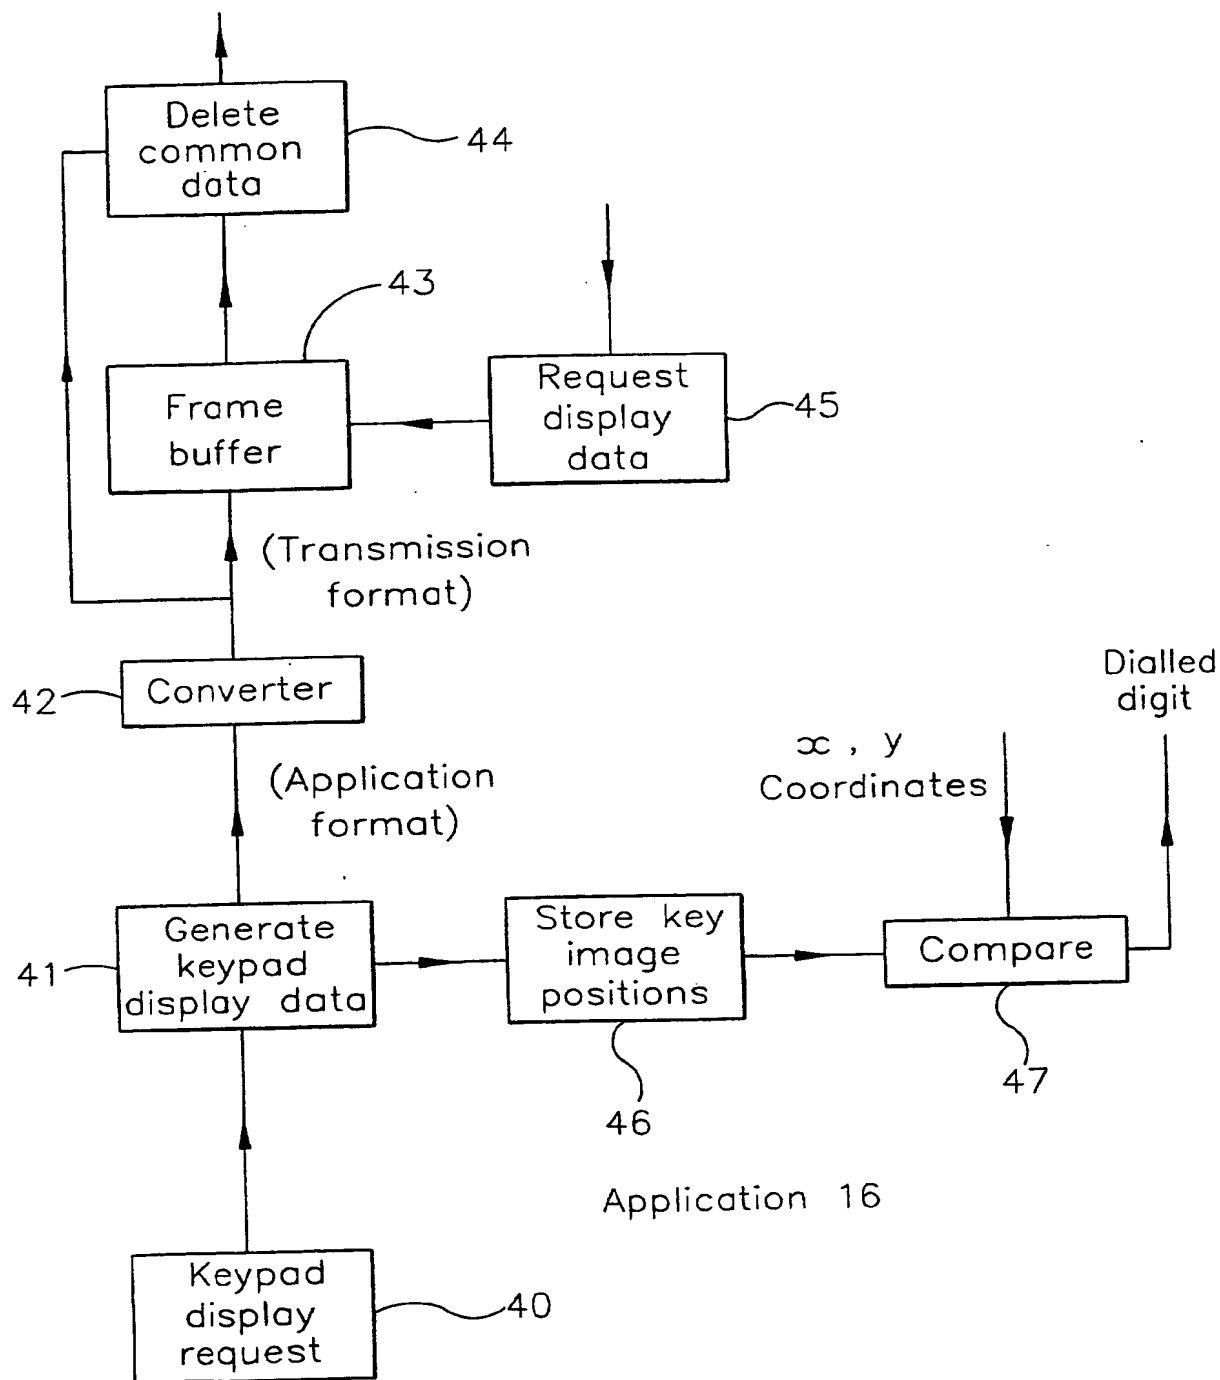 Delete
common
data
44
43
Frame
buffer
Request
display
data
45
(Transmission
format)
42
Converter
Dialled
digit
x , y
Coordinates
(Application
format)
41
Generate
keypad
display data
Store key
image
positions
Compare
46
47
Application 16
Keypad
display
request
40